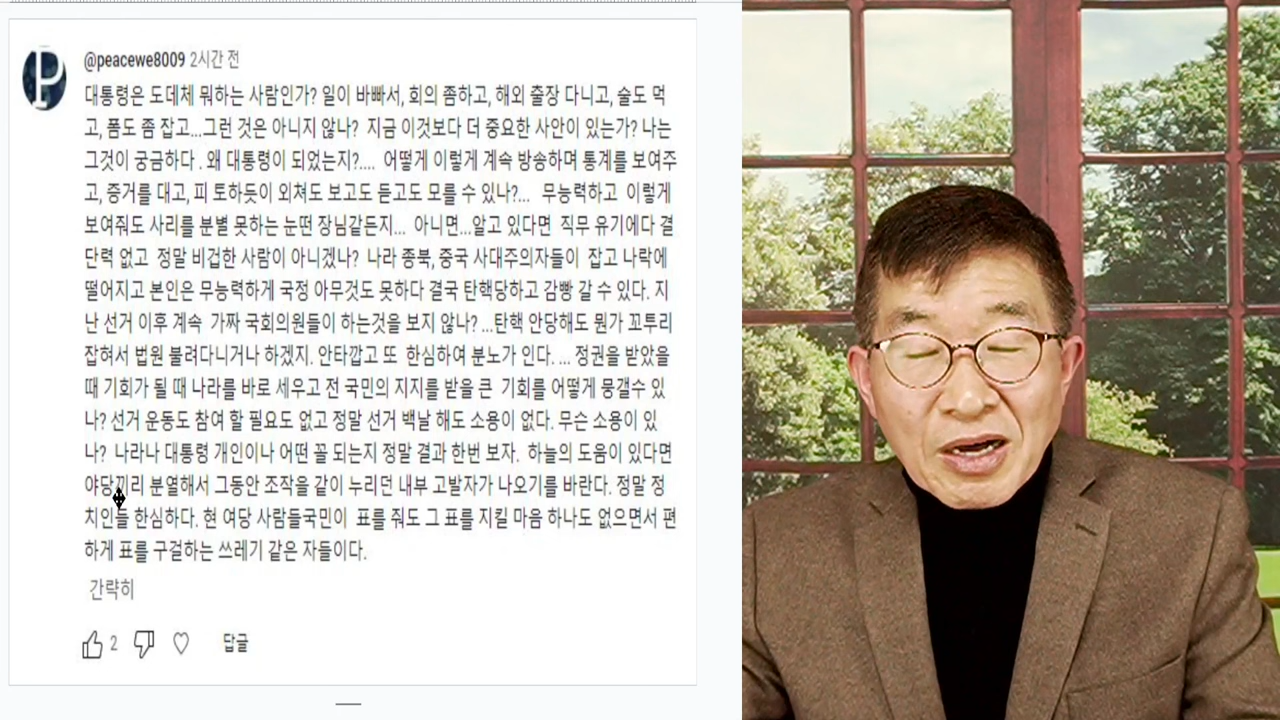 @peacewe8009 2시간 전
대통령은 도데체 뭐하는 사람인가? 일이 바빠서, 회의 좀하고, 해외 출장 다니고, 술도 먹
고, 폼도 좀 잡고...그런 것은 아니지 않나? 지금 이것보다 더 중요한 사안이 있는가? 나는
그것이 궁금하다 . 왜 대통령이 되었는지?.... 어떻게 이렇게 계속 방송하며 통계를 보여주
고, 증거를 대고, 피 토하듯이 외쳐도 보고도 듣고도 모를 수 있나?... 무능력하고 이렇게
보여줘도 사리를 분별 못하는 눈떤 장님같든지... 아니면...알고 있다면 직무 유기에다 결
단력 없고 정말 비겁한 사람이 아니겠나? 나라 종북, 중국 사대주의자들이 잡고 나락에
떨어지고 본인은 무능력하게 국정 아무것도 못하다 결국 탄핵당하고 감빵 갈 수 있다. 지
난 선거 이후 계속 가짜 국회의원들이 하는것을 보지 않나? ...탄핵 안당해도 뭔가 꼬투리
잡혀서 법원 불려다니거나 하겠지. 안타깝고 또 한심하여 분노가 인다. ... 정권을 받았을
때 기회가 될 때 나라를 바로 세우고 전 국민의 지지를 받을 큰 기회를 어떻게 뭉갤수 있
나? 선거 운동도 참여 할 필요도 없고 정말 선거 백날 해도 소용이 없다. 무슨 소용이 있
나? 나라나 대통령 개인이나 어떤 꼴 되는지 정말 결과 한번 보자. 하늘의 도움이 있다면
야당끼리 분열해서 그동안 조작을 같이 누리던 내부 고발자가 나오기를 바란다. 정말 정
치인들 한심하다. 현 여당 사람들국민이 표를 줘도 그 표를 지킬 마음 하나도 없으면서 편
하게 표를 구걸하는 쓰레기 같은 자들이다.
간략히
2 답글